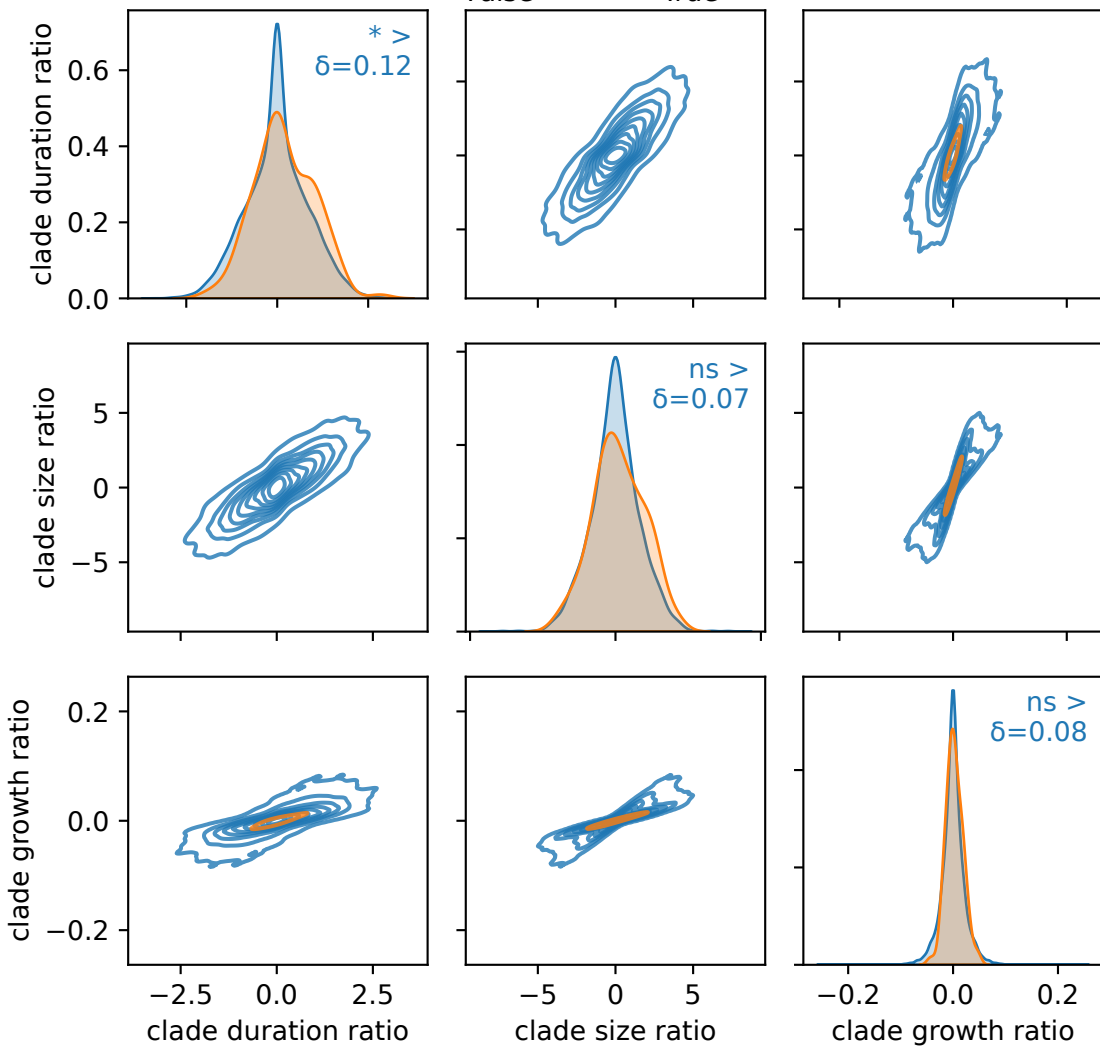 clade duration ratio
0.6
0.4
0.2
0.0
* >
δ=0.12
clade size ratio
5
0
−5
ns >
δ=0.07
clade growth ratio
0.2
0.0
−0.2
ns >
δ=0.08
−2.5 0.0 2.5
−5 0 5
−0.2 0.0 0.2
clade duration ratio
clade size ratio
clade growth ratio